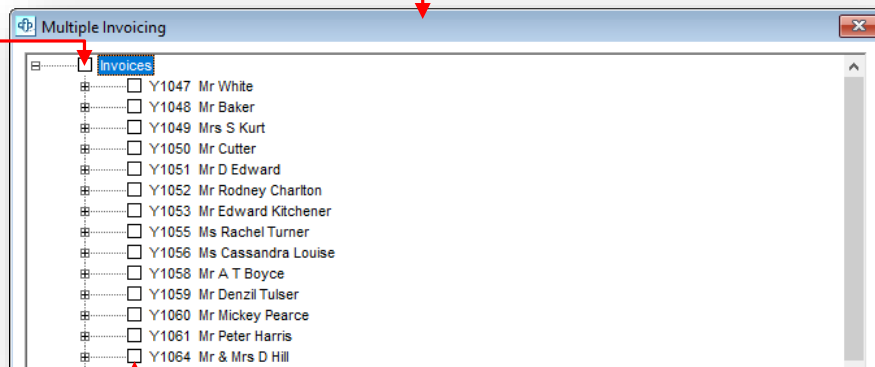 Multiple Invoicing
Invoices
Y1047 Mr White
Y1048 Mr Baker
Y1049 Mrs S Kurt
Y1050 Mr Cutter
Y1051 Mr D Edward
Y1052 Mr Rodney Charlton
Y1053 Mr Edward Kitchener
Y1055 Ms Rachel Turner
Y1056 Ms Cassandra Louise
Y1058 Mr A T Boyce
Y1059 Mr Denzil Tulser
Y1060 Mr Mickey Pearce
Y1061 Mr Peter Harris
Y1064 Mr & Mrs D Hill